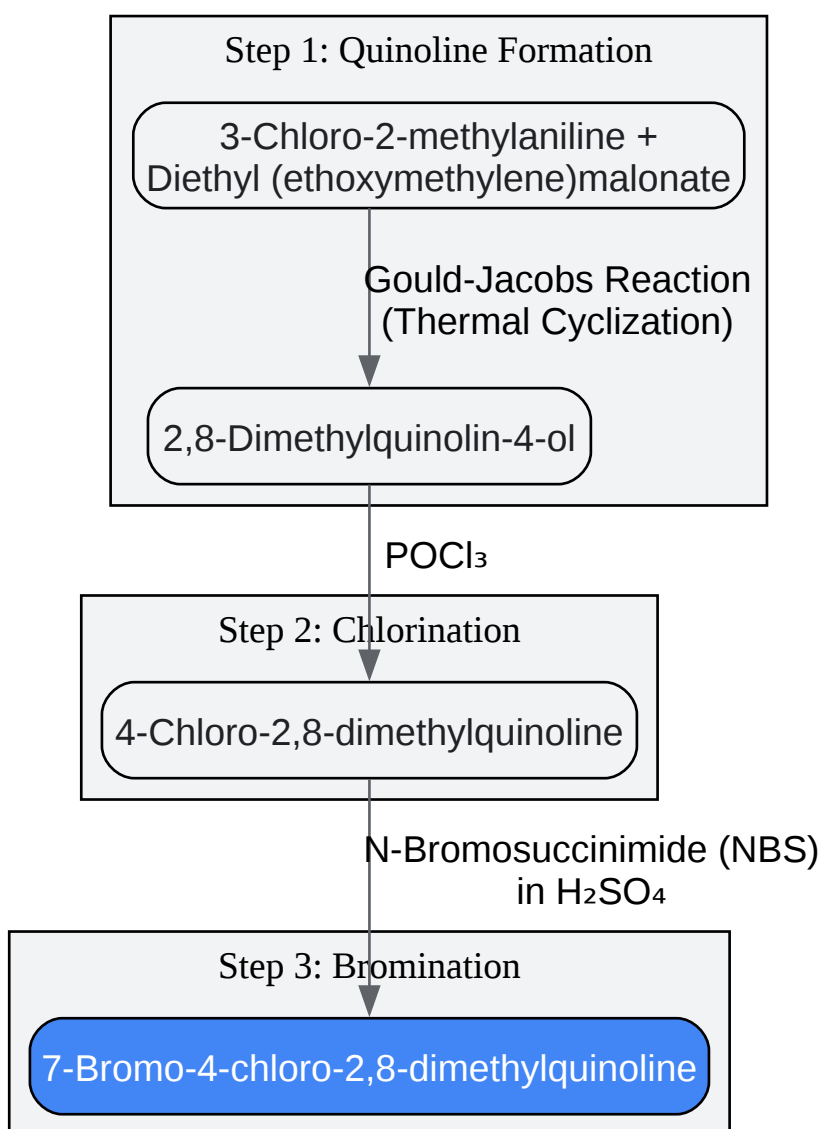 Step 1: Quinoline Formation
3-Chloro-2-methylaniline +
Diethyl (ethoxymethylene)malonate
Gould-Jacobs Reaction
(Thermal Cyclization)
2,8-Dimethylquinolin-4-ol
POCl₃
Step 2: Chlorination
4-Chloro-2,8-dimethylquinoline
N-Bromosuccinimide (NBS)
in H₂SO₄
Step 3: Bromination
7-Bromo-4-chloro-2,8-dimethylquinoline